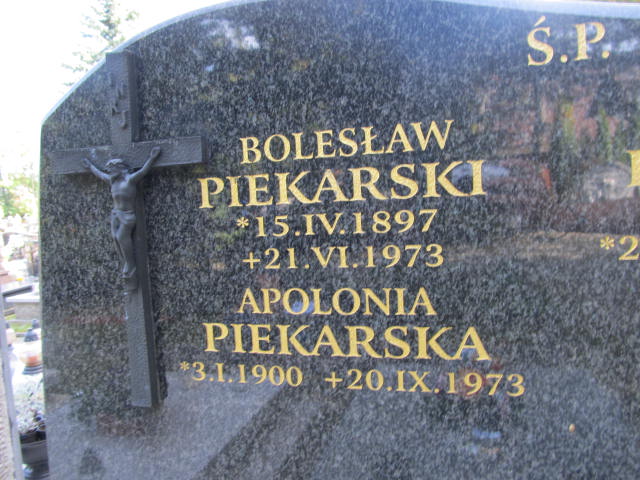 Ś.P.
BOLESŁAW
PIEKARSKI
*15.IV.1897
+21.VI.1973
APOLONIA
PIEKARSKA
*3.I.1900 +20.IX.1973